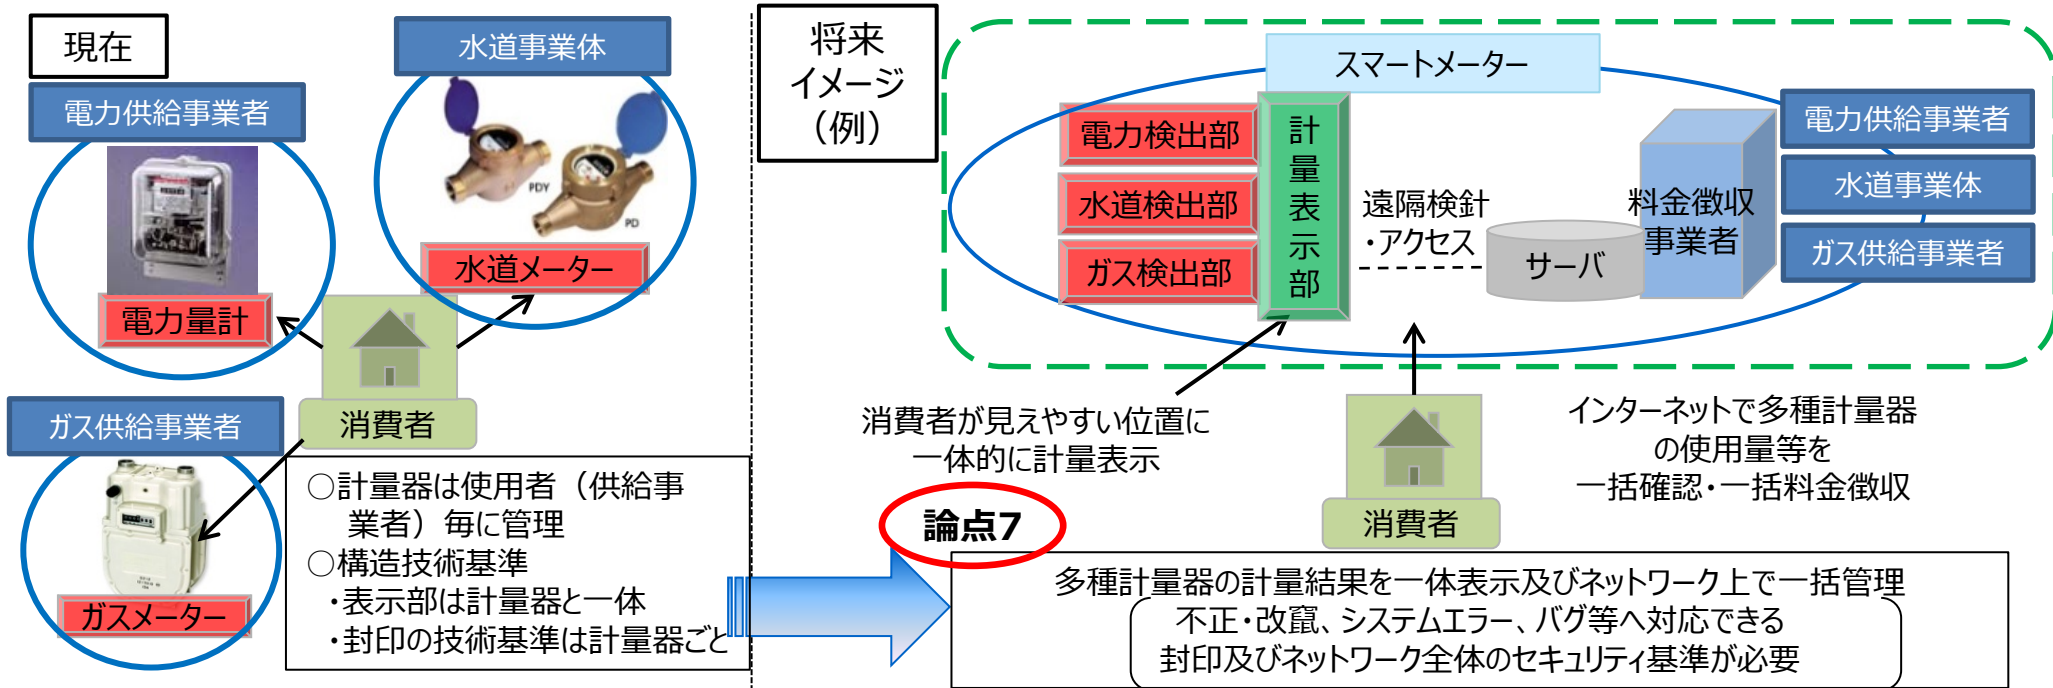 現在
電力供給事業者
電力量計
水道事業体
PDY
PD
水道メーター
消費者
ガス供給事業者
ガスメーター
○計量器は使用者（供給事
業者）毎に管理
○構造技術基準
・表示部は計量器と一体
・封印の技術基準は計量器ごと
将来
イメージ
（例）
スマートメーター
電力検出部
水道検出部
ガス検出部
計量表示部
遠隔検針
・アクセス
サーバ
料金徴収
事業者
電力供給事業者
水道事業体
ガス供給事業者
消費者が見えやすい位置に
一体的に計量表示
消費者
インターネットで多種計量器
の使用量等を
一括確認・一括料金徴収
論点7
多種計量器の計量結果を一体表示及びネットワーク上で一括管理
不正・改竄、システムエラー、バグ等へ対応できる
封印及びネットワーク全体のセキュリティ基準が必要